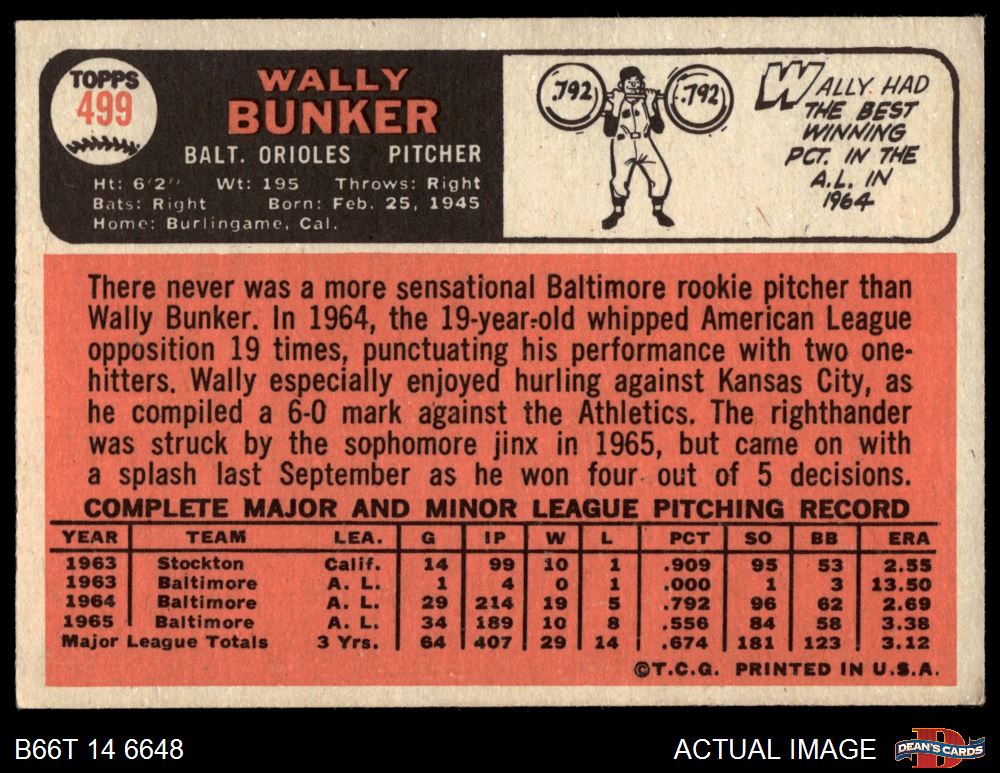 TOPPS
499
WALLY
BUNKER
BALT. ORIOLES PITCHER
Ht: 6'2" Wt: 195 Throws: Right
Bats: Right Born: Feb. 25, 1945
Home: Burlingame, Cal.
.792 .792
WALLY HAD
THE BEST
WINNING
PCT. IN THE
A.L. IN
1964
There never was a more sensational Baltimore rookie pitcher than
Wally Bunker. In 1964, the 19-year-old whipped American League
opposition 19 times, punctuating his performance with two one-
hitters. Wally especially enjoyed hurling against Kansas City, as
he compiled a 6-0 mark against the Athletics. The righthander
was struck by the sophomore jinx in 1965, but came on with
a splash last September as he won four out of 5 decisions.
COMPLETE MAJOR AND MINOR LEAGUE PITCHING RECORD
YEAR TEAM LEA. G IP W L PCT SO BB ERA
1963 Stockton Calif. 14 99 10 1 .909 95 53 2.55
1963 Baltimore A. L. 1 4 0 1 .000 1 3 13.50
1964 Baltimore A. L. 29 214 19 5 .792 96 62 2.69
1965 Baltimore A. L. 34 189 10 8 .556 84 58 3.38
Major League Totals 3 Yrs. 64 407 29 14 .674 181 123 3.12
©T.C.G. PRINTED IN U.S.A.
B66T 14 6648 ACTUAL IMAGE
D
DEAN'S CARDS